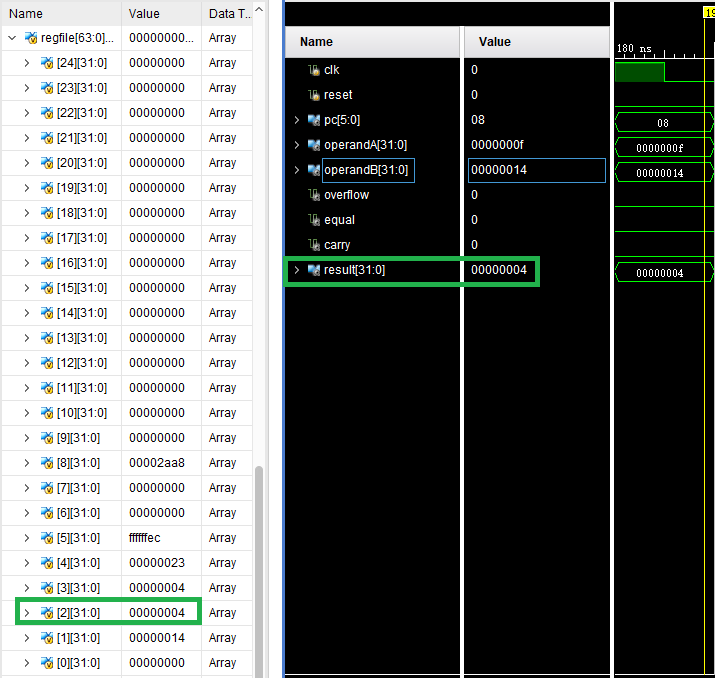 Name Value Data T...
regfile[63:0]... 00000000... Array
[24][31:0] 00000000 Array
[23][31:0] 00000000 Array
[22][31:0] 00000000 Array
[21][31:0] 00000000 Array
[20][31:0] 00000000 Array
[19][31:0] 00000000 Array
[18][31:0] 00000000 Array
[17][31:0] 00000000 Array
[16][31:0] 00000000 Array
[15][31:0] 00000000 Array
[14][31:0] 00000000 Array
[13][31:0] 00000000 Array
[12][31:0] 00000000 Array
[11][31:0] 00000000 Array
[10][31:0] 00000000 Array
[9][31:0] 00000000 Array
[8][31:0] 00002aa8 Array
[7][31:0] 00000000 Array
[6][31:0] 00000000 Array
[5][31:0] ffffffec Array
[4][31:0] 00000023 Array
[3][31:0] 00000004 Array
[2][31:0] 00000004 Array
[1][31:0] 00000014 Array
[0][31:0] 00000000 Array
19
Name Value
180 ns
clk 0
reset 0
pc[5:0] 08 08
operandA[31:0] 0000000f 0000000f
operandB[31:0] 00000014 00000014
overflow 0
equal 0
carry 0
result[31:0] 00000004 00000004